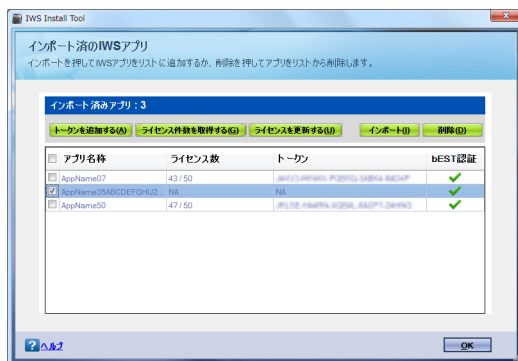 IWS Install Tool
インポート済のIWSアプリ
インポートを押してIWSアプリをリストに追加するか、削除を押してアプリをリストから削除します。
インポート済みアプリ : 3
トークンを追加する(A) ライセンス件数を取得する(G) ライセンスを更新する(U) インポート(I) 削除(D)
アプリ名称 ライセンス数 トークン bEST認証
AppName07 43/50
AppName35ABCDEFGHIJ2... NA NA
AppName50 47/50
ヘルプ OK